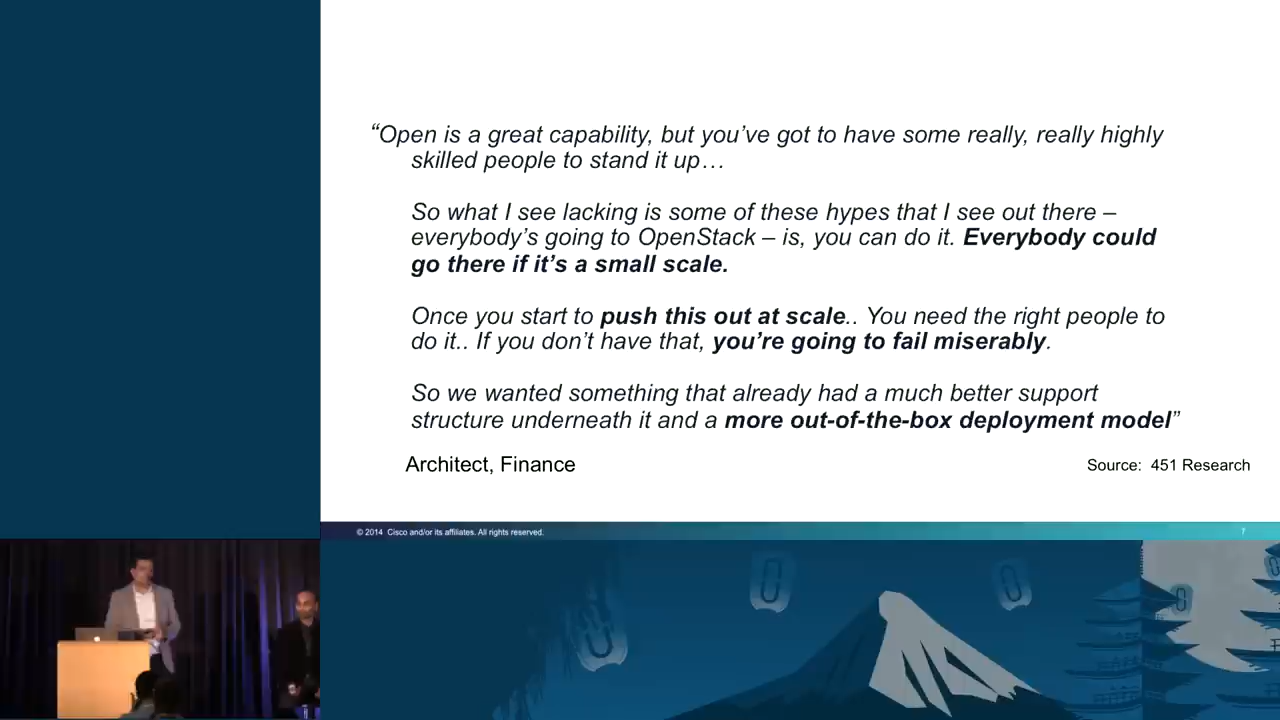 “Open is a great capability, but you’ve got to have some really, really highly
skilled people to stand it up…
So what I see lacking is some of these hypes that I see out there –
everybody’s going to OpenStack – is, you can do it. Everybody could
go there if it’s a small scale.
Once you start to push this out at scale.. You need the right people to
do it.. If you don’t have that, you’re going to fail miserably.
So we wanted something that already had a much better support
structure underneath it and a more out-of-the-box deployment model”
Architect, Finance
Source: 451 Research
© 2014 Cisco and/or its affiliates. All rights reserved.
7